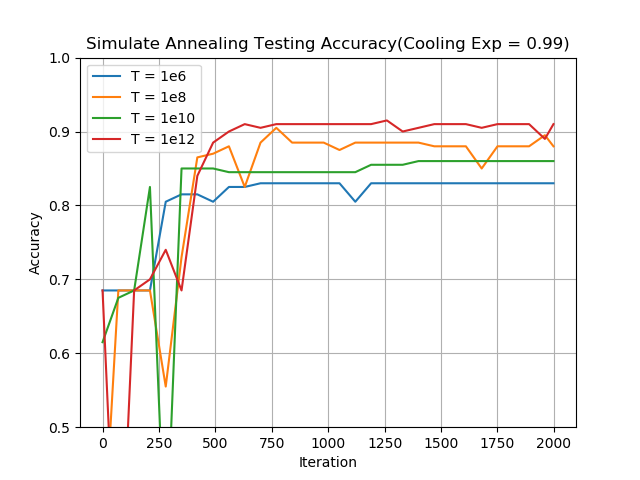 Simulate Annealing Testing Accuracy(Cooling Exp = 0.99)
1.0
0.9
0.8
0.7
0.6
0.5
Accuracy
T = 1e6
T = 1e8
T = 1e10
T = 1e12
0 250 500 750 1000 1250 1500 1750 2000
Iteration